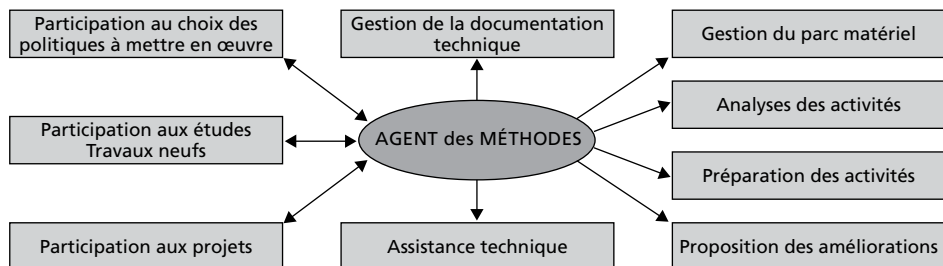 Participation au choix des
politiques à mettre en œuvre
Gestion de la documentation
technique
Gestion du parc matériel
Analyses des activités
Participation aux études
Travaux neufs
AGENT des MÉTHODES
Préparation des activités
Participation aux projets
Assistance technique
Proposition des améliorations